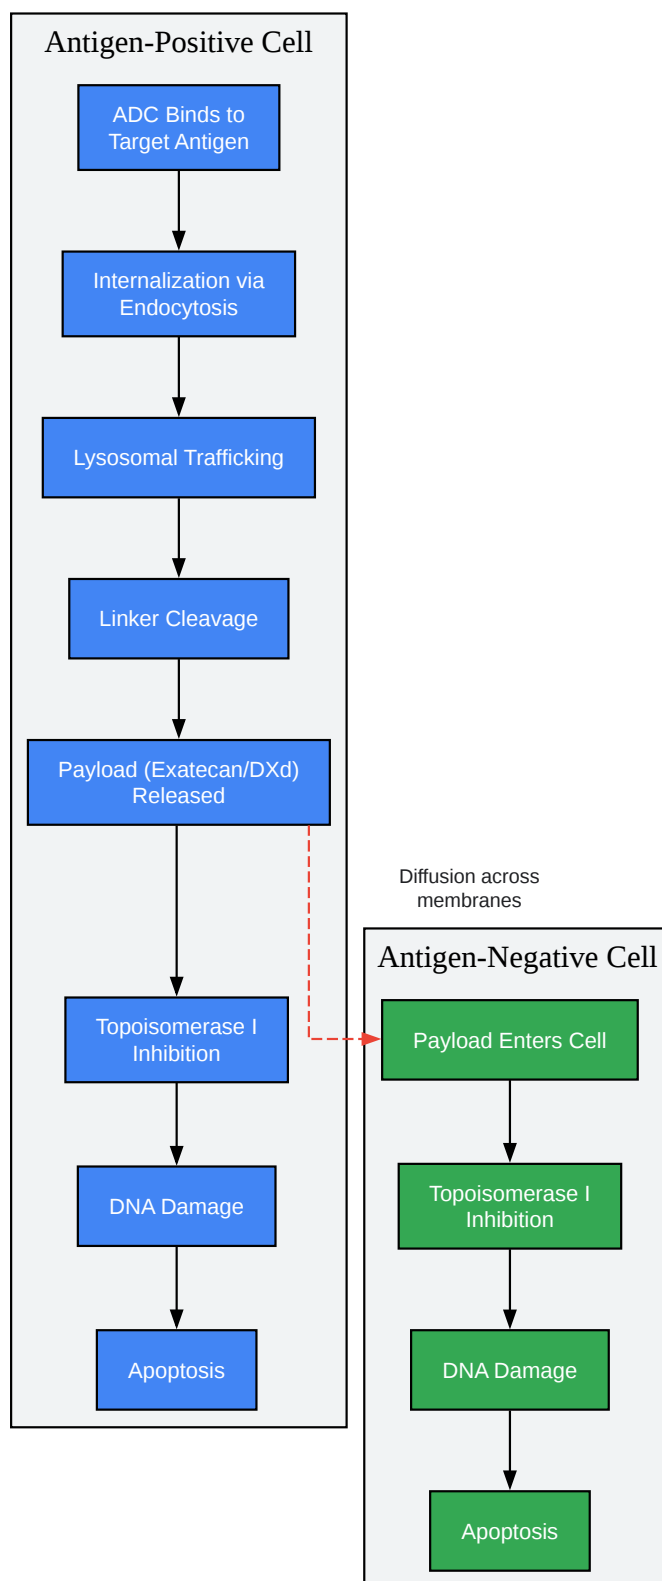 Antigen-Positive Cell
ADC Binds to
Target Antigen
Internalization via
Endocytosis
Lysosomal Trafficking
Linker Cleavage
Payload (Exatecan/DXd)
Released
Topoisomerase I
Inhibition
DNA Damage
Apoptosis
Diffusion across
membranes
Antigen-Negative Cell
Payload Enters Cell
Topoisomerase I
Inhibition
DNA Damage
Apoptosis